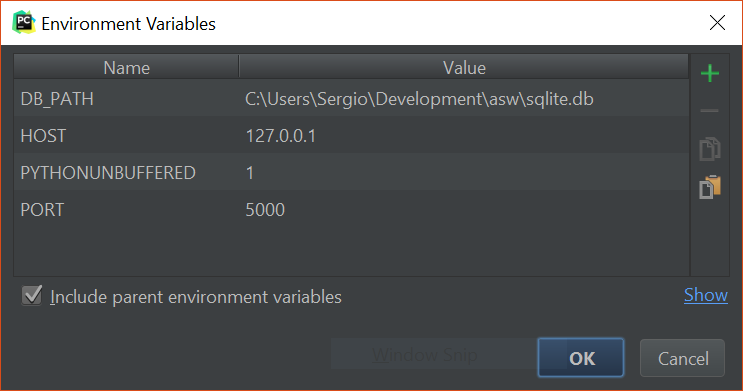 PC Environment Variables
Name Value
DB_PATH C:\Users\Sergio\Development\asw\sqlite.db
HOST 127.0.0.1
PYTHONUNBUFFERED 1
PORT 5000
Include parent environment variables Show
Window Snip OK Cancel